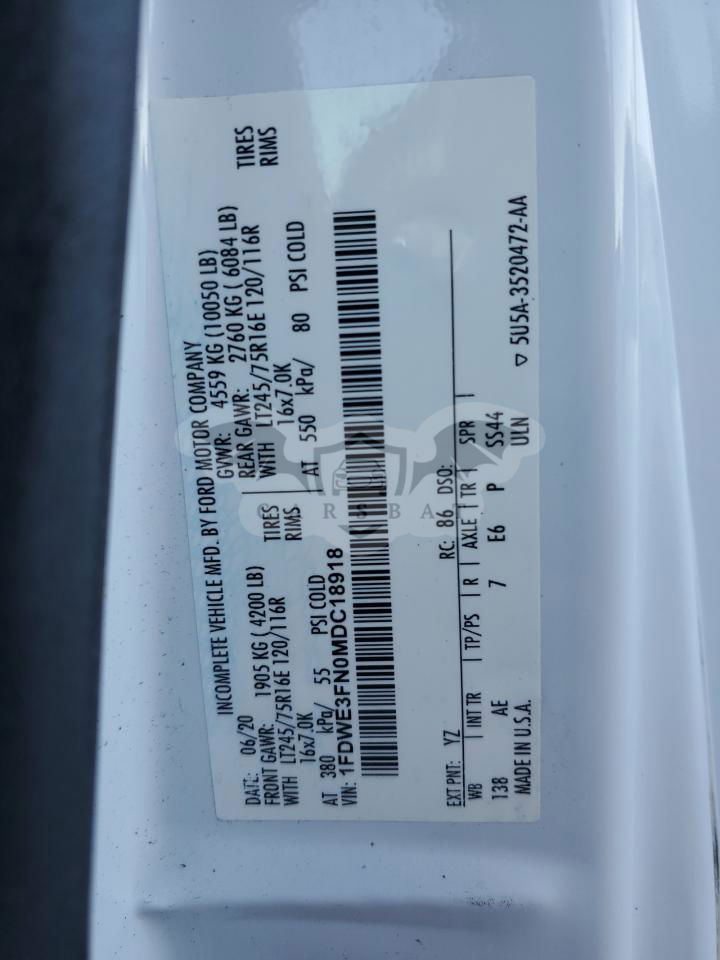 INCOMPLETE VEHICLE MFD. BY FORD MOTOR COMPANY
DATE: 06/20 GVWR: 4559 KG (10050 LB)
FRONT GAWR: 1905 KG ( 4200 LB) REAR GAWR: 2760 KG ( 6084 LB)
WITH LT245/75R16E 120/116R TIRES WITH LT245/75R16E 120/116R TIRES
16x7.0K RIMS 16x7.0K RIMS
AT 380 kPa/ 55 PSI COLD AT 550 kPa/ 80 PSI COLD
VIN: 1FDWE3FN0MDC18918
EXT PNT: YZ RC: 86 DSO:
WB INT TR TP/PS R AXLE TR SPR
138 AE 7 E6 P SS44
MADE IN U.S.A. ULN
▽ 5U5A-3520472-AA